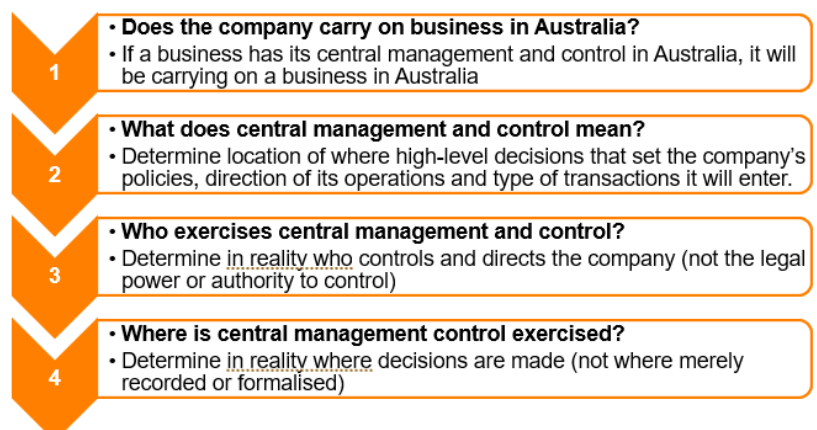 1
• Does the company carry on business in Australia?
• If a business has its central management and control in Australia, it will
be carrying on a business in Australia
2
• What does central management and control mean?
• Determine location of where high-level decisions that set the company's
policies, direction of its operations and type of transactions it will enter.
3
• Who exercises central management and control?
• Determine in reality who controls and directs the company (not the legal
power or authority to control)
4
• Where is central management control exercised?
• Determine in reality where decisions are made (not where merely
recorded or formalised)